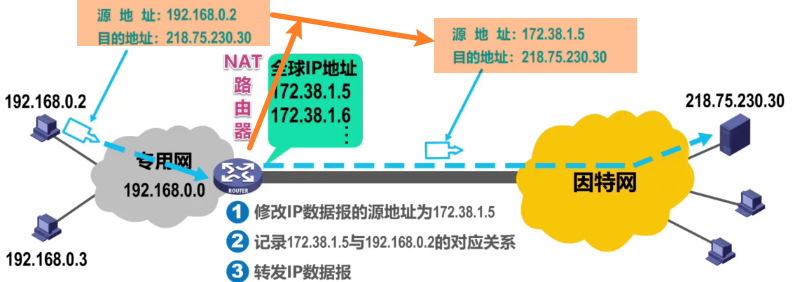 源 地 址: 192.168.0.2
目的地址: 218.75.230.30
源 地 址: 172.38.1.5
目的地址: 218.75.230.30
NAT
路
由
器
全球IP地址
172.38.1.5
172.38.1.6
⋮
192.168.0.2
218.75.230.30
专用网
192.168.0.0
ROUTER
因特网
192.168.0.3
1 修改IP数据报的源地址为172.38.1.5
2 记录172.38.1.5与192.168.0.2的对应关系
3 转发IP数据报